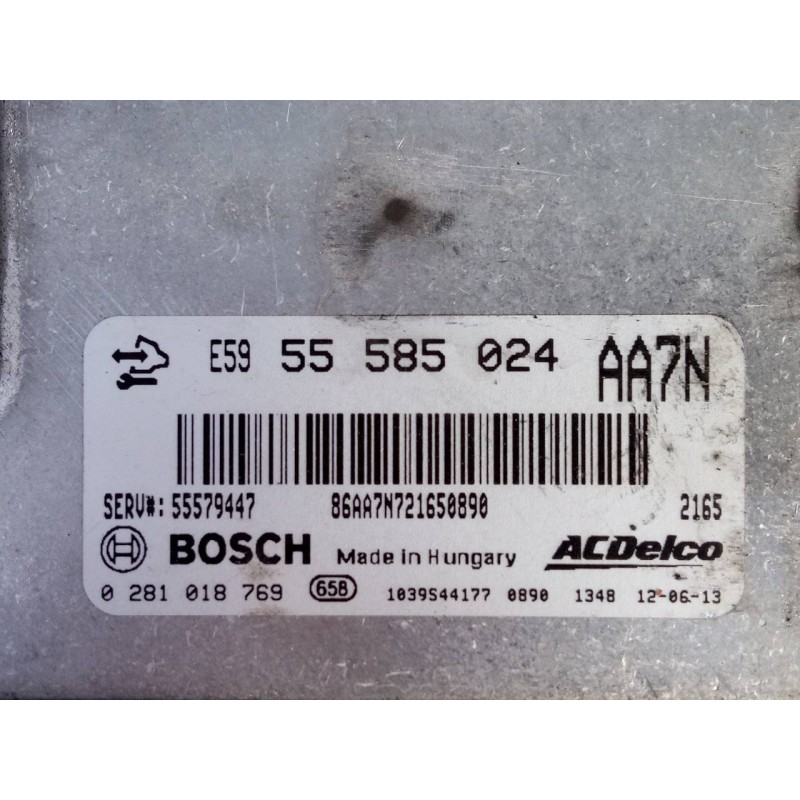 E59 55 585 024 AA7N
SERV#: 55579447 86AA7N721650890 2165
BOSCH Made in Hungary ACDelco
0 281 018 769 658 1039S44177 0890 1348 12-06-13